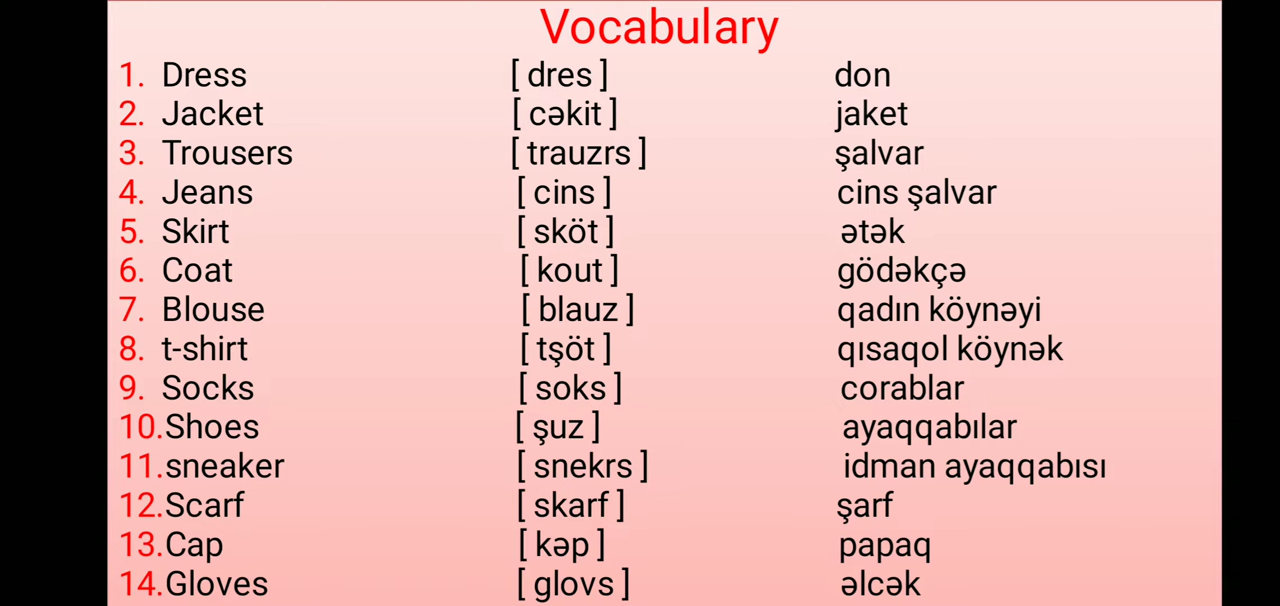 Vocabulary
1. Dress [ dres ] don
2. Jacket [ cəkit ] jaket
3. Trousers [ trauzrs ] şalvar
4. Jeans [ cins ] cins şalvar
5. Skirt [ sköt ] ətək
6. Coat [ kout ] gödəkçə
7. Blouse [ blauz ] qadın köynəyi
8. t-shirt [ tşöt ] qısaqol köynək
9. Socks [ soks ] corablar
10.Shoes [ şuz ] ayaqqabılar
11.sneaker [ snekrs ] idman ayaqqabısı
12.Scarf [ skarf ] şarf
13.Cap [ kəp ] papaq
14.Gloves [ glovs ] əlcək